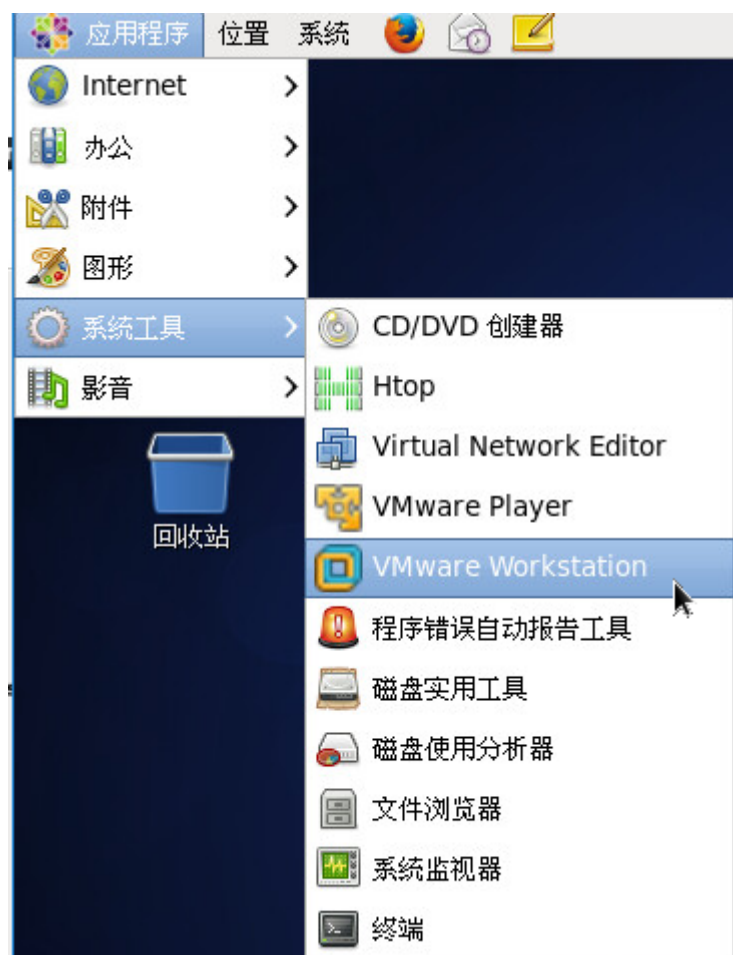 应用程序 位置 系统
Internet
办公
附件
图形
系统工具
影音
CD/DVD 创建器
Htop
Virtual Network Editor
VMware Player
VMware Workstation
程序错误自动报告工具
磁盘实用工具
磁盘使用分析器
文件浏览器
系统监视器
终端
回收站